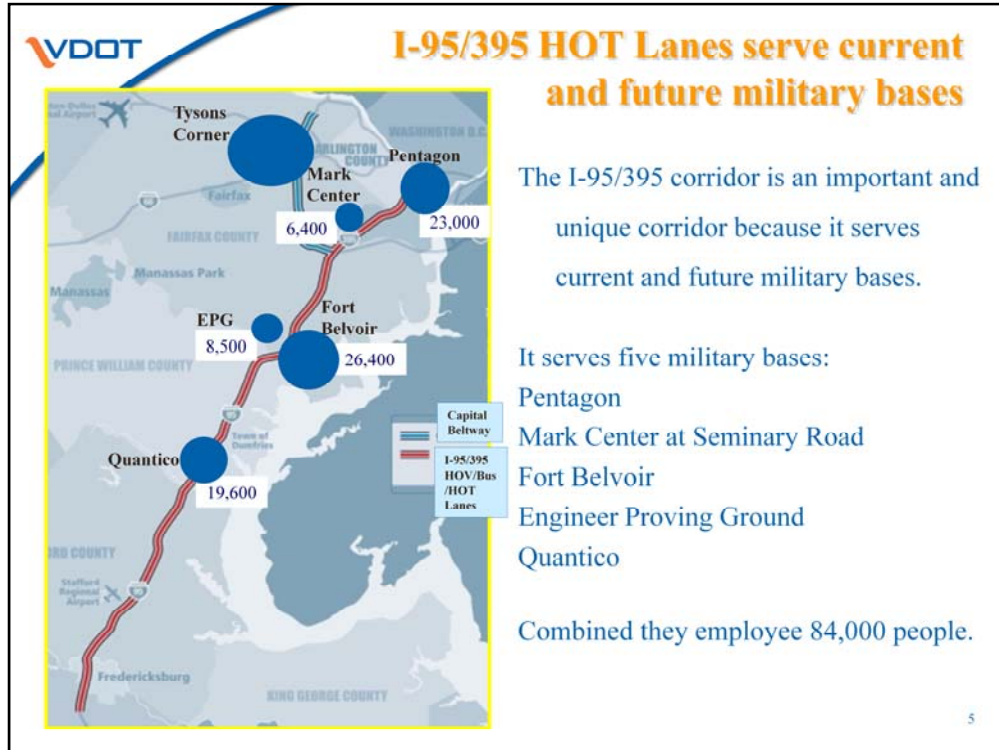 VDOT
I-95/395 HOT Lanes serve current
and future military bases
Tysons
Corner
WASHINGTON D.C.
ARLINGTON
COUNTY
Pentagon
Mark
Center
Fairfax
6,400
23,000
FAIRFAX COUNTY
Manassas Park
Manassas
Fort
Belvoir
EPG
8,500
26,400
PRINCE WILLIAM COUNTY
95
Town of
Dumfries
Quantico
19,600
Capital
Beltway
I-95/395
HOV/Bus
/HOT
Lanes
COUNTY
Stafford
Regional
Airport
Fredericksburg
KING GEORGE COUNTY
The I-95/395 corridor is an important and
unique corridor because it serves
current and future military bases.
It serves five military bases:
Pentagon
Mark Center at Seminary Road
Fort Belvoir
Engineer Proving Ground
Quantico
Combined they employee 84,000 people.
5